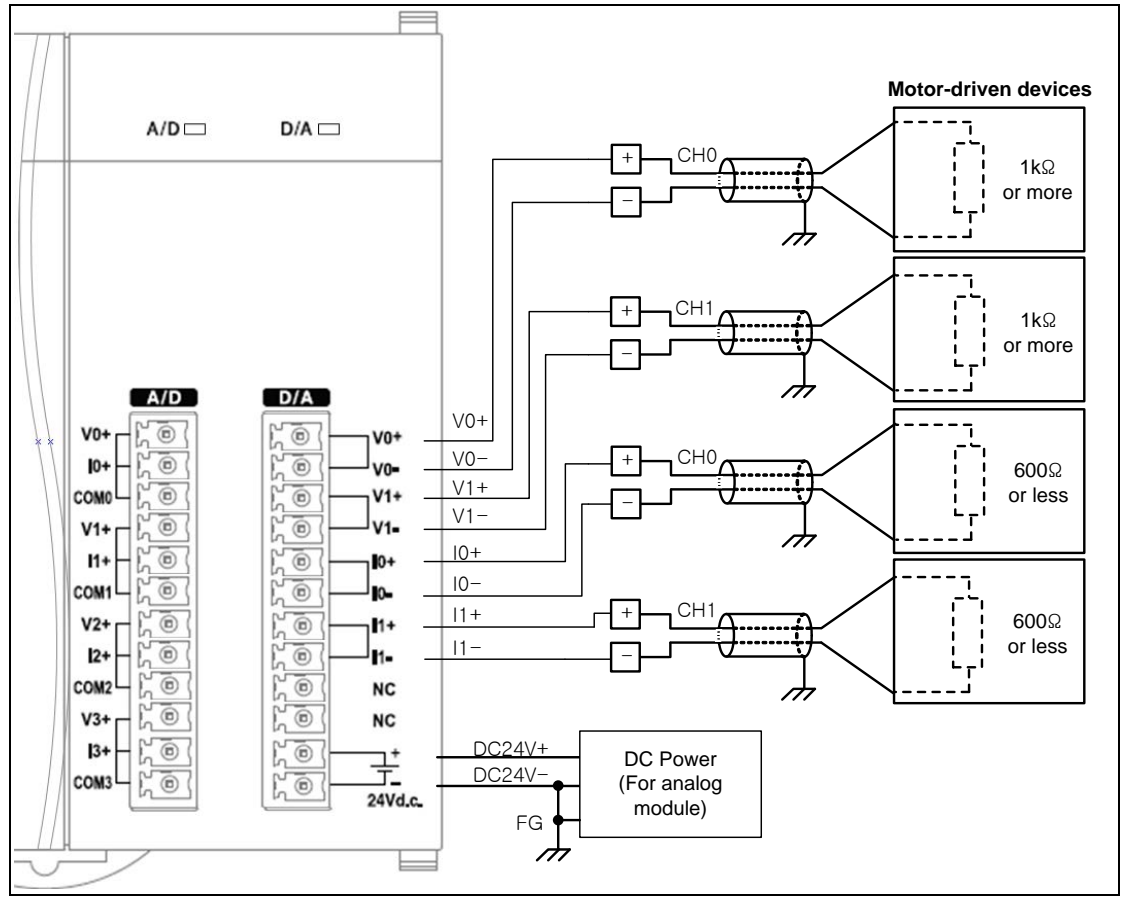 Motor-driven devices
A/D
D/A
+
CH0
−
1kΩ
or more
+
CH1
−
1kΩ
or more
A/D
D/A
V0+
I0+
COM0
V1+
I1+
COM1
V2+
I2+
COM2
V3+
I3+
COM3
V0+
V0-
V1+
V1-
I0+
I0-
I1+
I1-
NC
NC
+
-
24Vd.c.
V0+
V0−
V1+
V1−
I0+
I0−
I1+
I1−
+
CH0
−
600Ω
or less
+
CH1
−
600Ω
or less
DC24V+
DC24V−
FG
DC Power
(For analog
module)